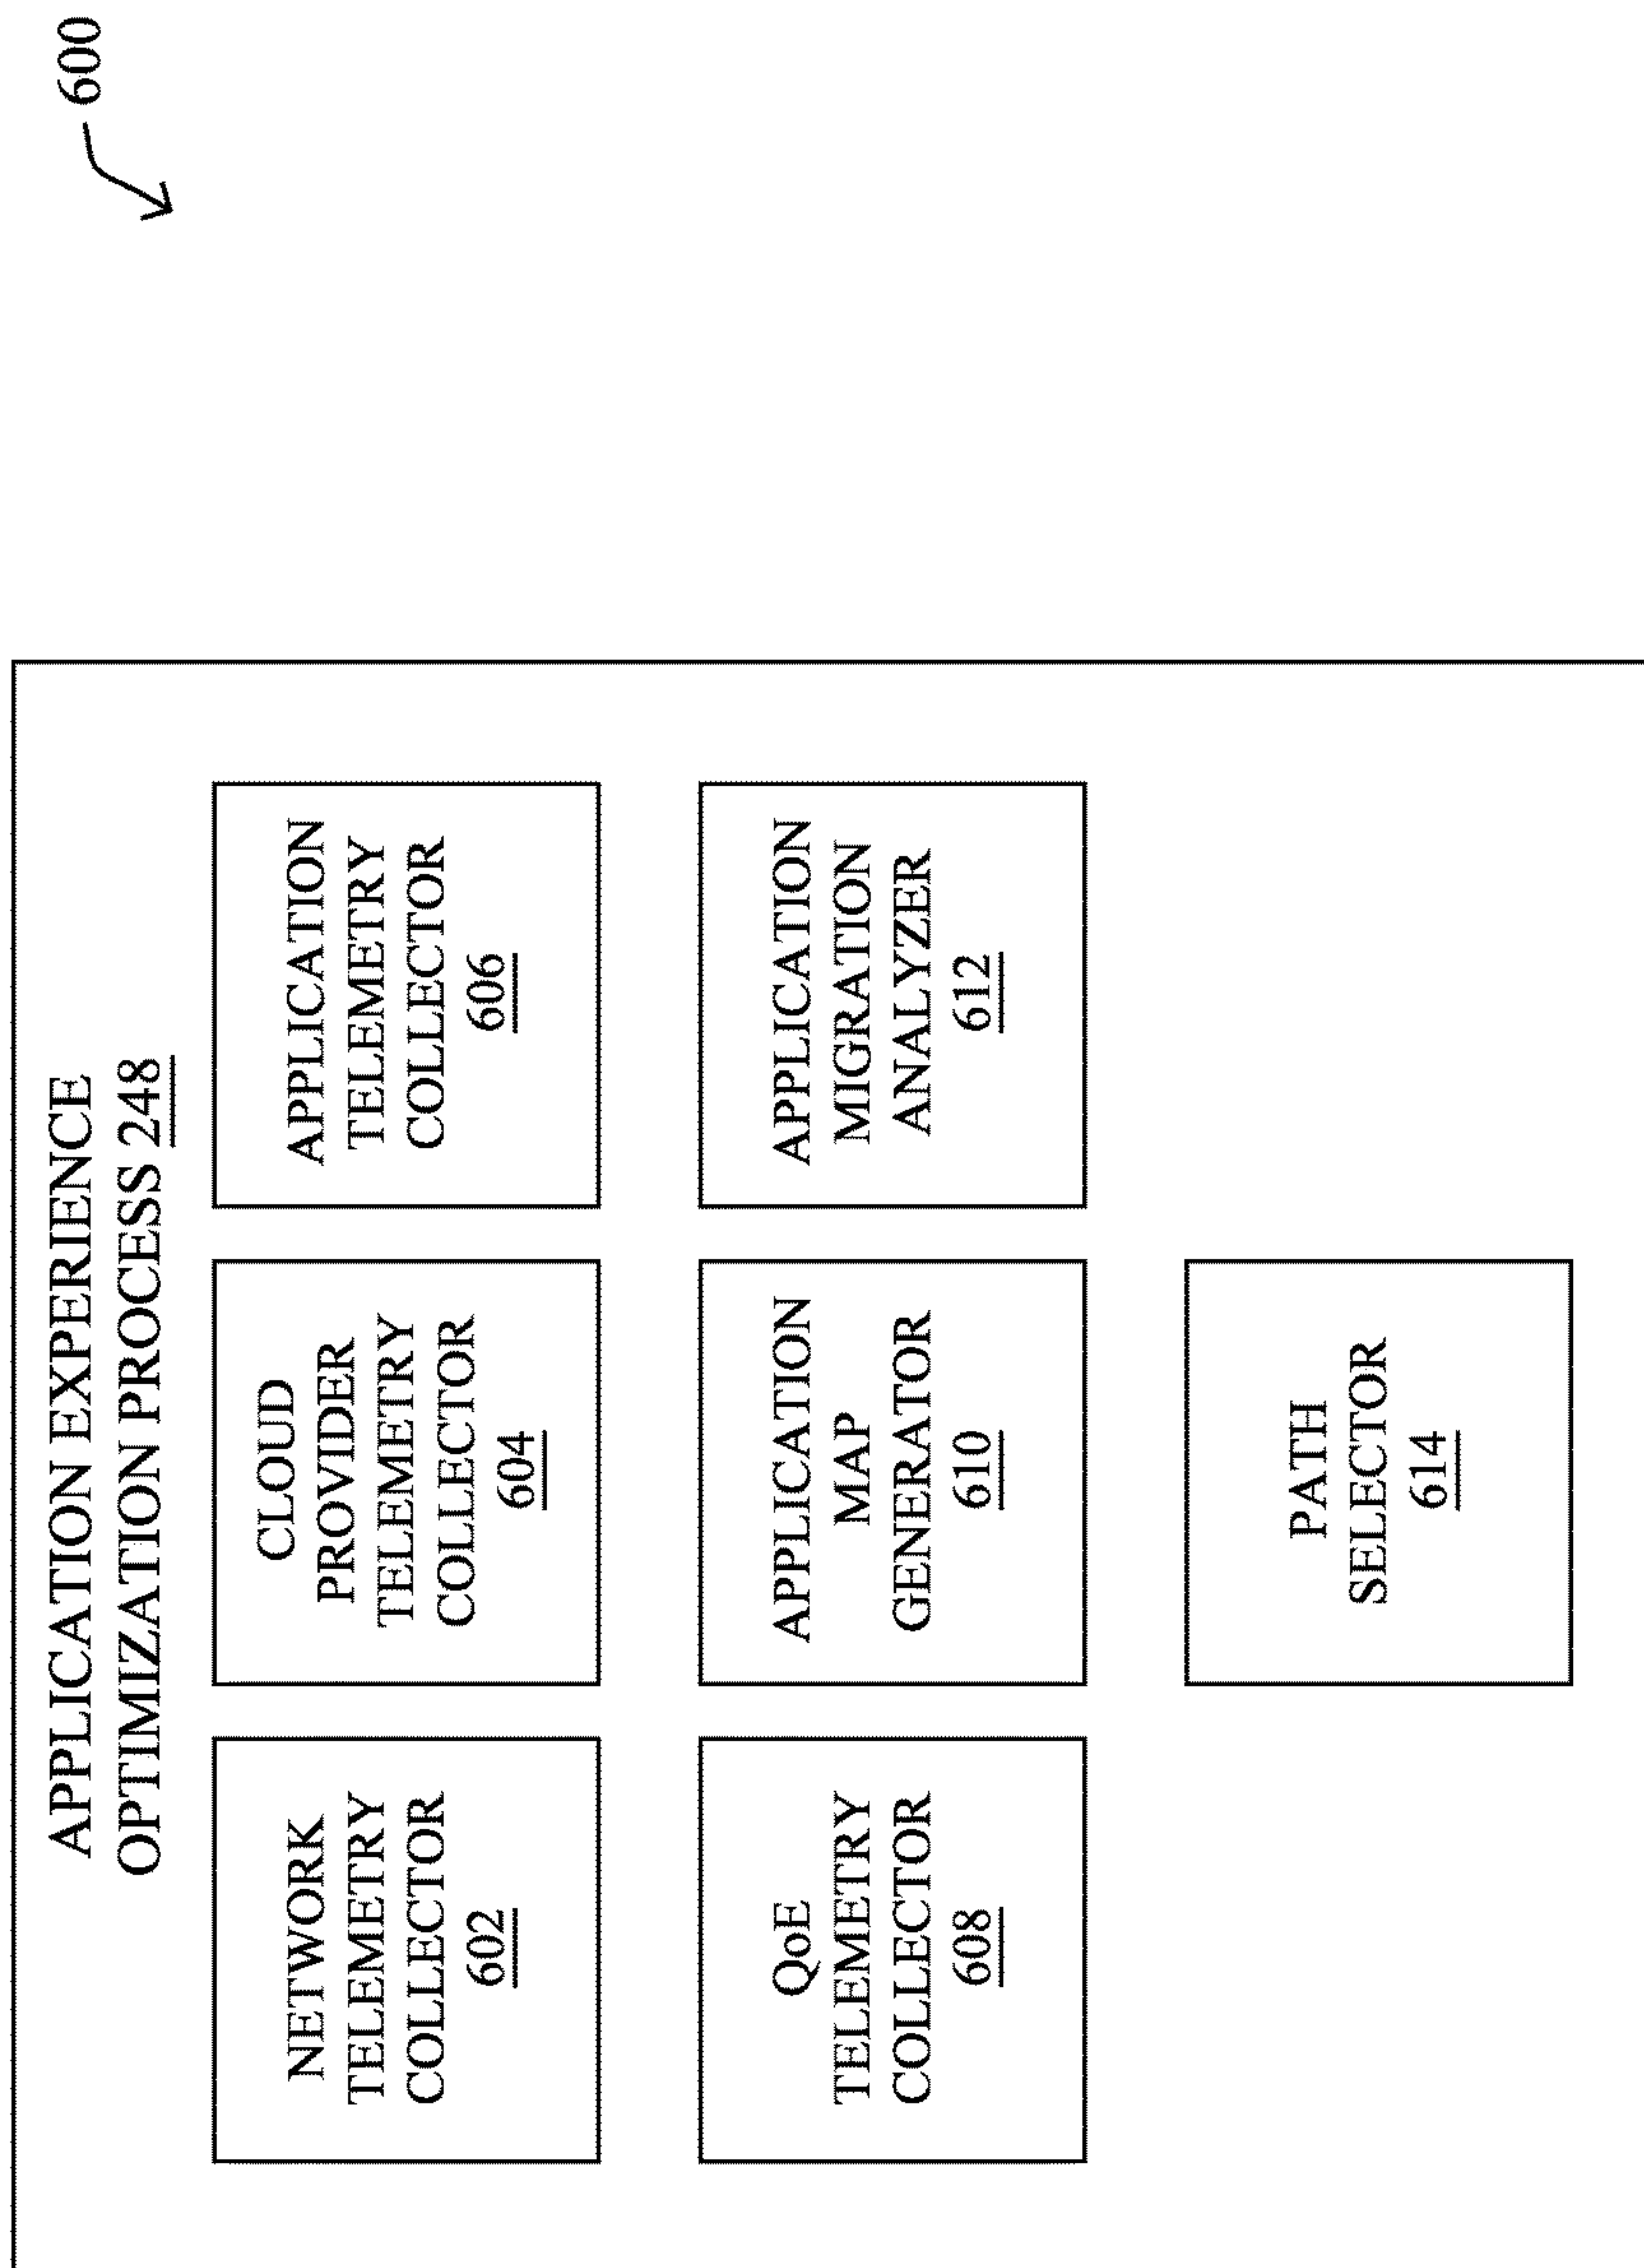 600
APPLICATION EXPERIENCE
OPTIMIZATION PROCESS 248
NETWORK
TELEMETRY
COLLECTOR
602
CLOUD
PROVIDER
TELEMETRY
COLLECTOR
604
APPLICATION
TELEMETRY
COLLECTOR
606
QoE
TELEMETRY
COLLECTOR
608
APPLICATION
MAP
GENERATOR
610
APPLICATION
MIGRATION
ANALYZER
612
PATH
SELECTOR
614